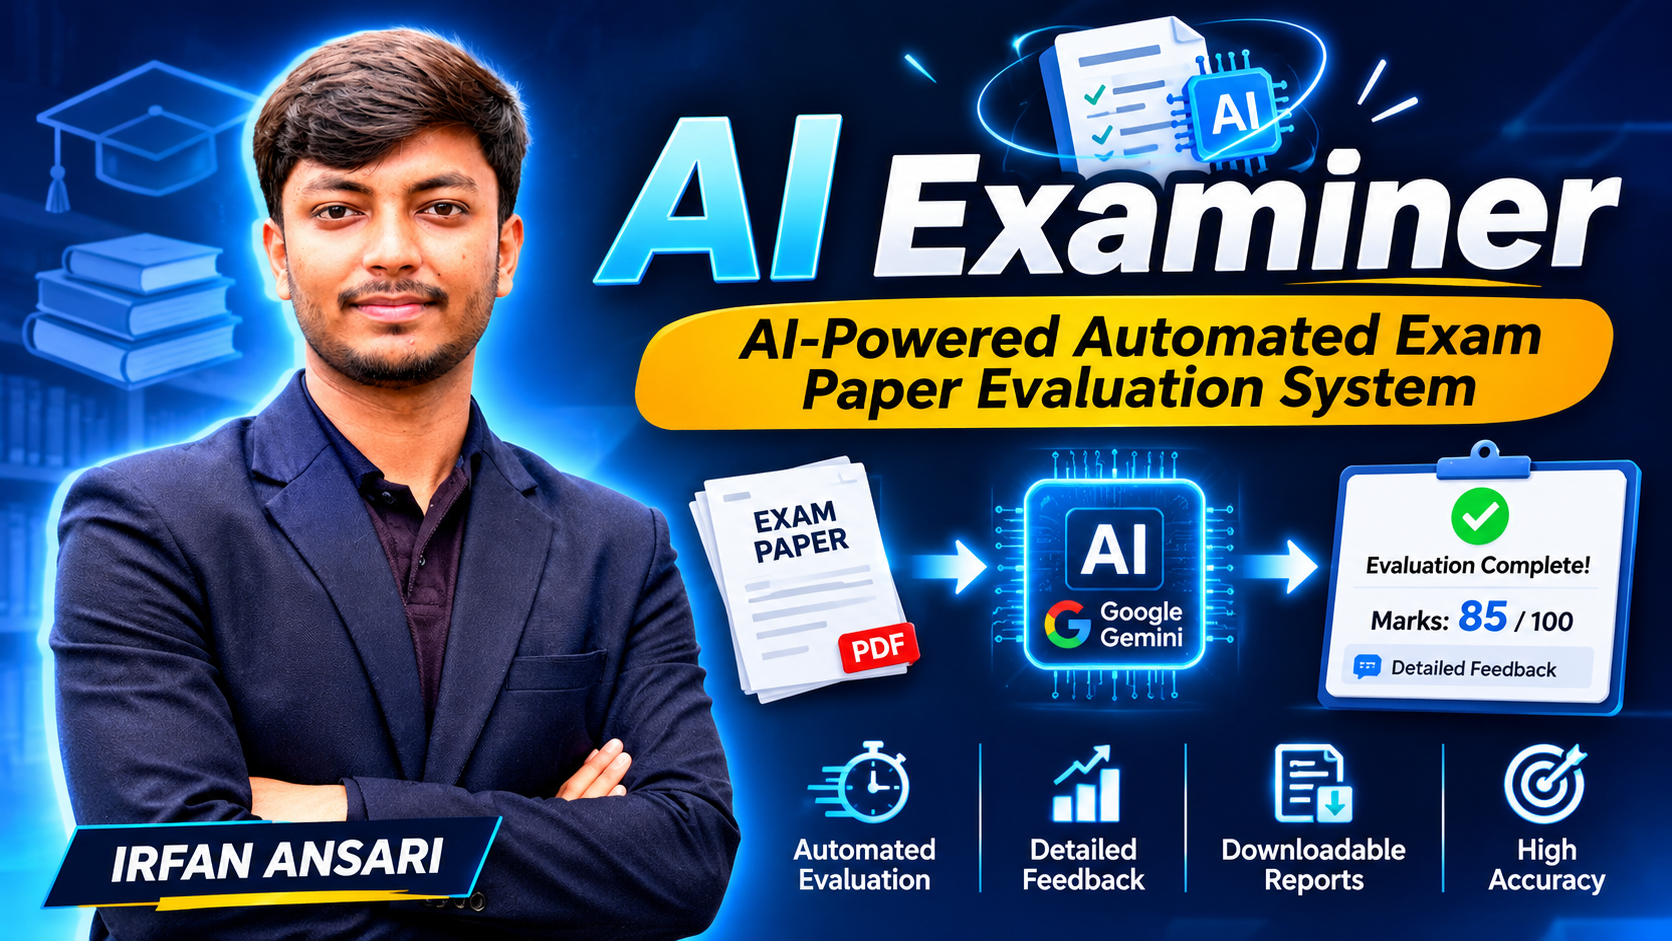 AI
AI Examiner
AI-Powered Automated Exam
Paper Evaluation System
EXAM
PAPER
PDF
AI
Google
Gemini
Evaluation Complete!
Marks: 85 / 100
Detailed Feedback
Automated
Evaluation
Detailed
Feedback
Downloadable
Reports
High
Accuracy
IRFAN ANSARI